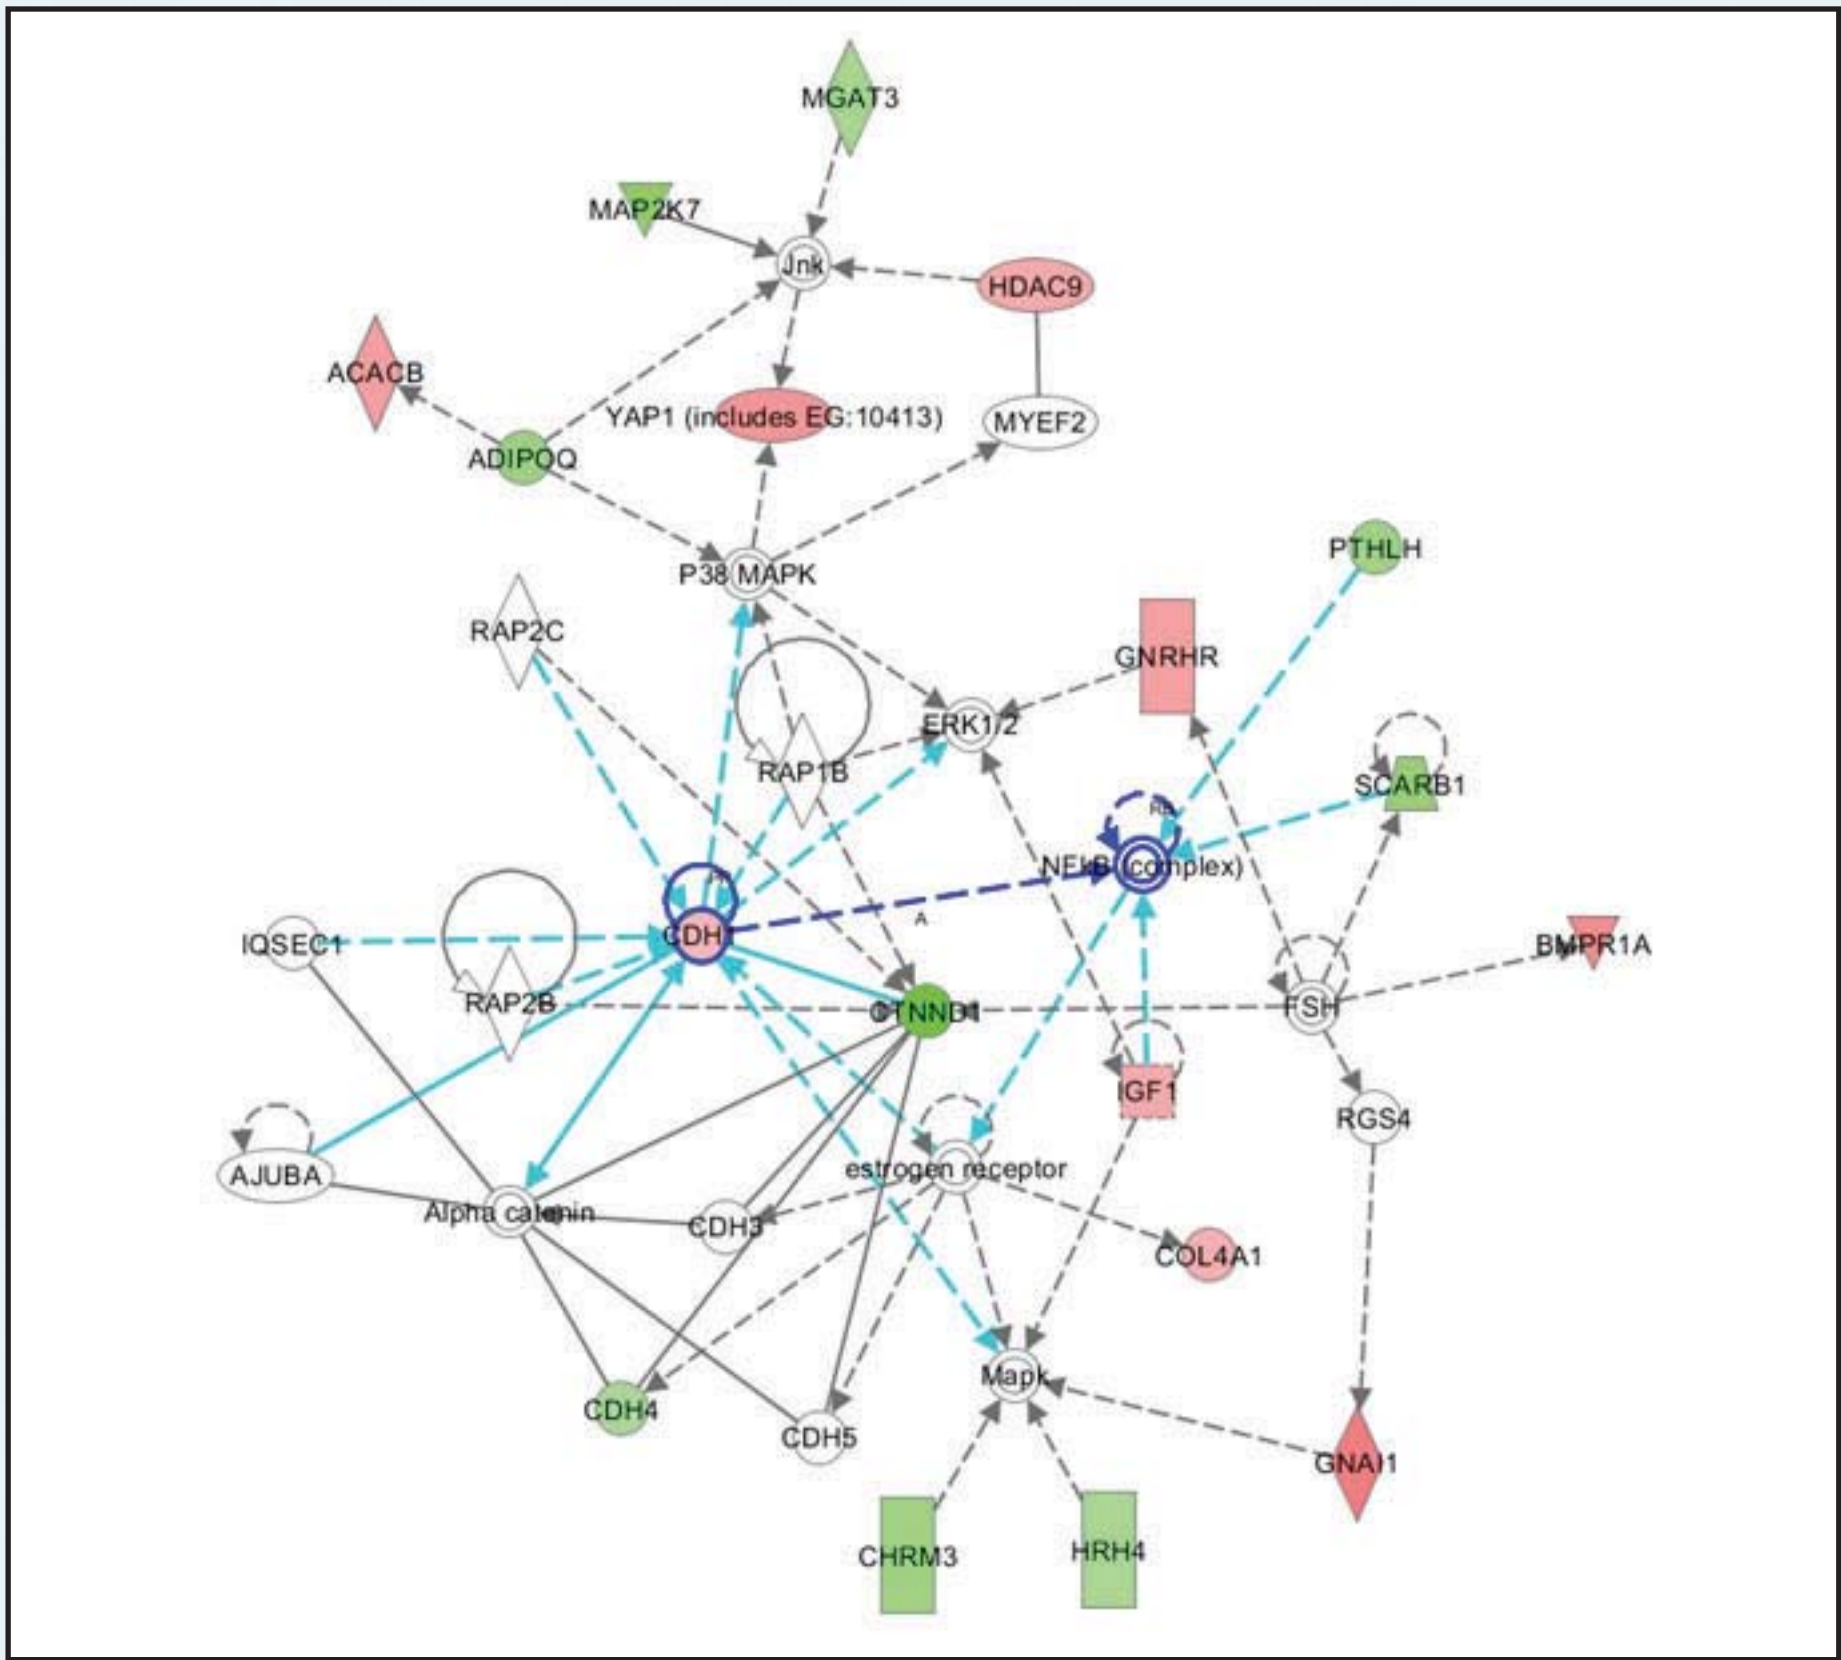 MGAT3
MAP2K7
Jnk
HDAC9
ACACB
YAP1 (includes EG:10413)
MYEF2
ADIPOQ
PTHLH
P38 MAPK
RAP2C
GNRHR
ERK1/2
RAP1B
SCARB1
NFkB (complex)
A
CDH1
IQSEC1
BMPR1A
RAP2B
CTNND1
FSH
IGF1
RGS4
AJUBA
estrogen receptor
Alpha catenin
CDH3
COL4A1
Mapk
CDH4
CDH5
GNAI1
CHRM3
HRH4